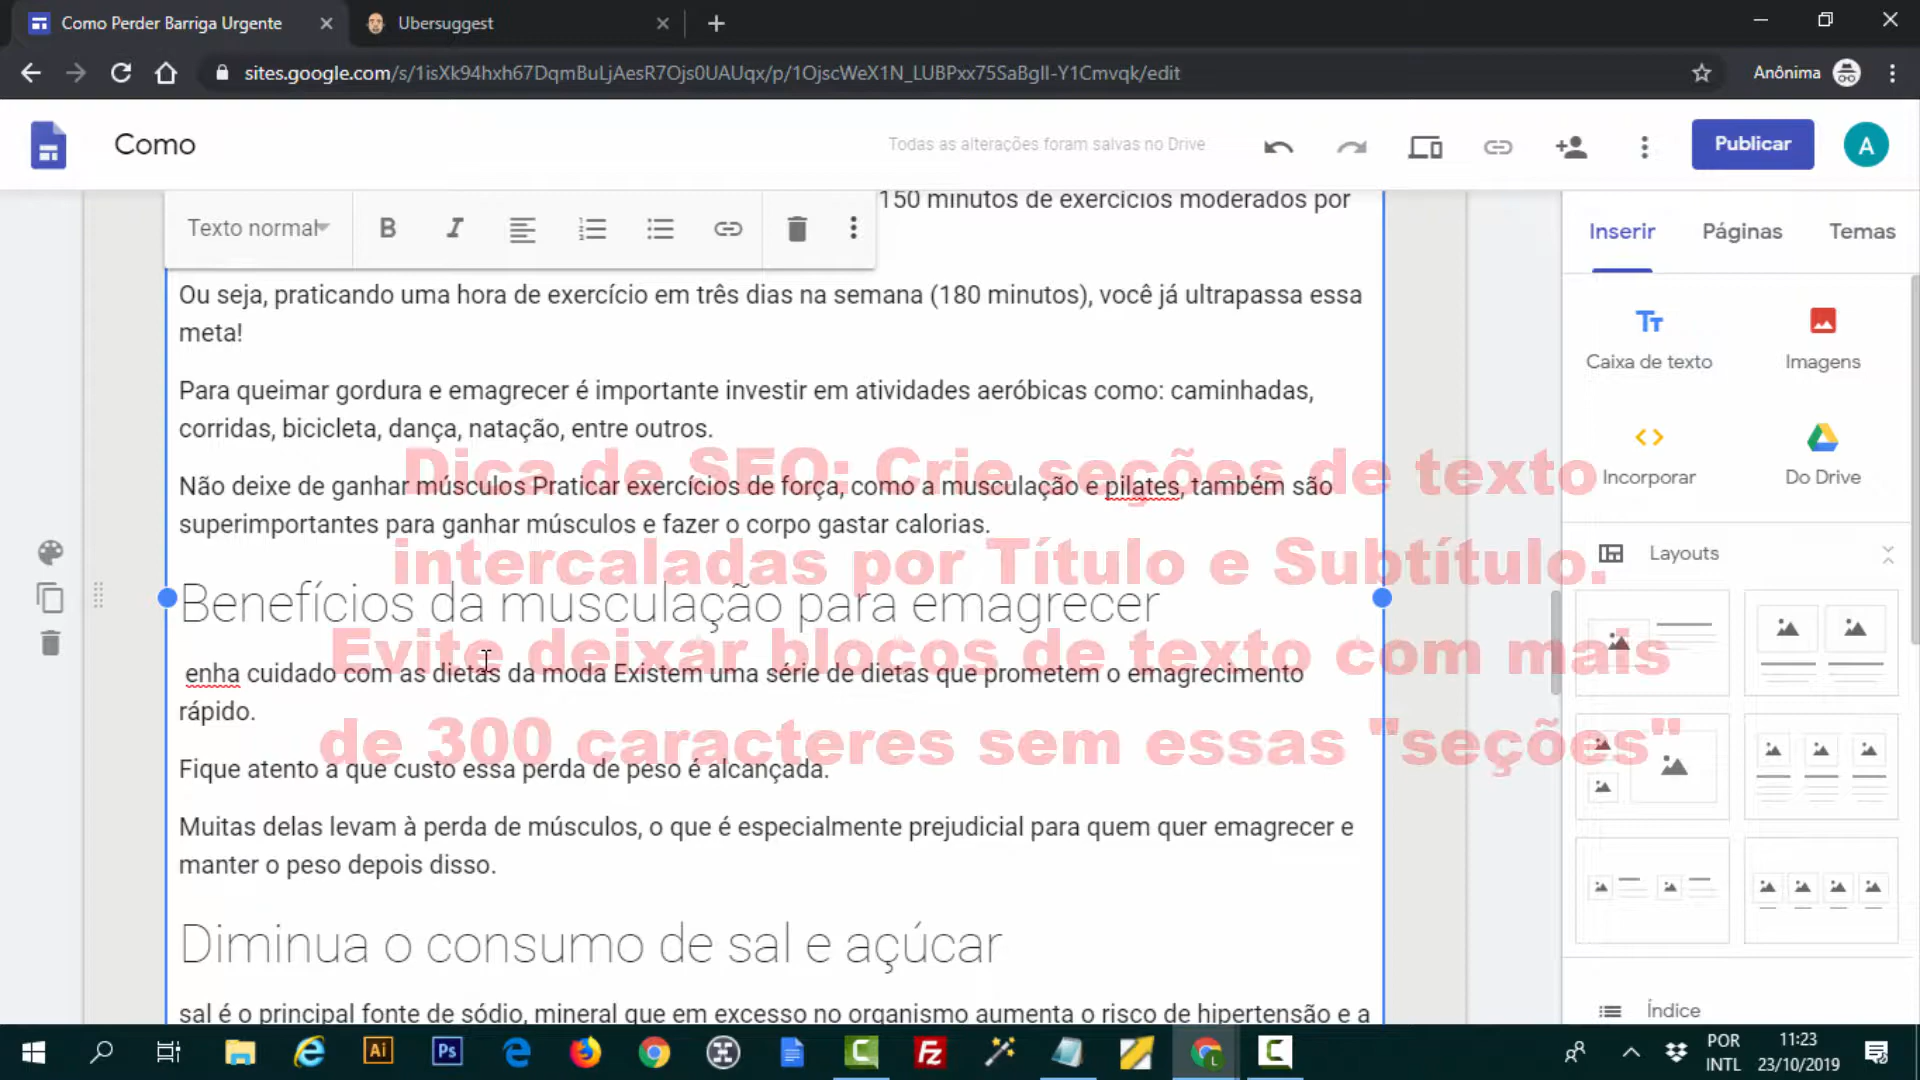 Como Perder Barriga Urgente
Ubersuggest
sites.google.com/s/1isXk94hxh67DqmBuLjAesR7Ojs0UAUqx/p/1OjscWeX1N_LUBPxx75SaBgII-Y1Cmvqk/edit
Anônima
Como
Todas as alterações foram salvas no Drive
Publicar
A
Texto normal
B
I
150 minutos de exercícios moderados por
Ou seja, praticando uma hora de exercício em três dias na semana (180 minutos), você já ultrapassa essa
meta!
Para queimar gordura e emagrecer é importante investir em atividades aeróbicas como: caminhadas,
corridas, bicicleta, dança, natação, entre outros.
Não deixe de ganhar músculos Praticar exercícios de força, como a musculação e pilates, também são
superimportantes para ganhar músculos e fazer o corpo gastar calorias.
Benefícios da musculação para emagrecer
enha cuidado com as dietas da moda Existem uma série de dietas que prometem o emagrecimento
rápido.
Fique atento a que custo essa perda de peso é alcançada.
Muitas delas levam à perda de músculos, o que é especialmente prejudicial para quem quer emagrecer e
manter o peso depois disso.
Diminua o consumo de sal e açúcar
sal é o principal fonte de sódio, mineral que em excesso no organismo aumenta o risco de hipertensão e a
Dica de SEO: Crie seções de texto
intercaladas por Título e Subtítulo.
Evite deixar blocos de texto com mais
de 300 caracteres sem essas "seções"
Inserir
Páginas
Temas
Tт
Caixa de texto
Imagens
Incorporar
Do Drive
Layouts
Índice
Ai
Ps
Fz
L
POR
INTL
11:23
23/10/2019